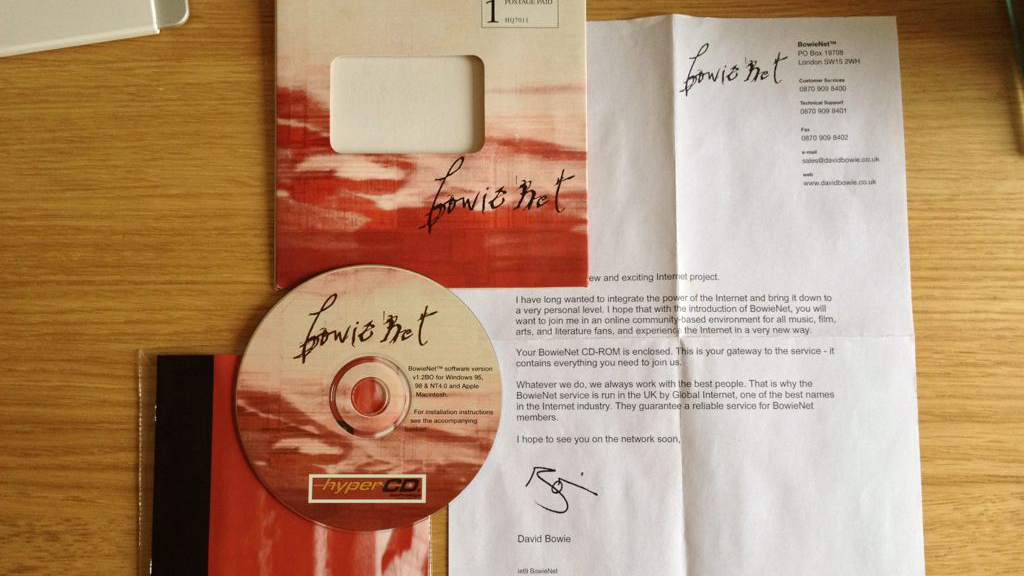 1
POSTAGE PAID
HQ7011
bowie net
bowie net
BowieNet™
PO Box 19708
London SW15 2WH
Customer Services
0870 909 8400
Technical Support
0870 909 8401
Fax
0870 909 8402
e-mail
sales@davidbowie.co.uk
web
www.davidbowie.co.uk
ew and exciting Internet project.
I have long wanted to integrate the power of the Internet and bring it down to
a very personal level. I hope that with the introduction of BowieNet, you will
want to join me in an online community-based environment for all music, film,
arts, and literature fans, and experience the Internet in a very new way.
Your BowieNet CD-ROM is enclosed. This is your gateway to the service - it
contains everything you need to join us.
Whatever we do, we always work with the best people. That is why the
BowieNet service is run in the UK by Global Internet, one of the best names
in the Internet industry. They guarantee a reliable service for BowieNet
members.
I hope to see you on the network soon,
David Bowie
bowie net
BowieNet™ software version
v1.2BO for Windows 95,
98 & NT4.0 and Apple
Macintosh.
For installation instructions
see the accompanying
hyperCD